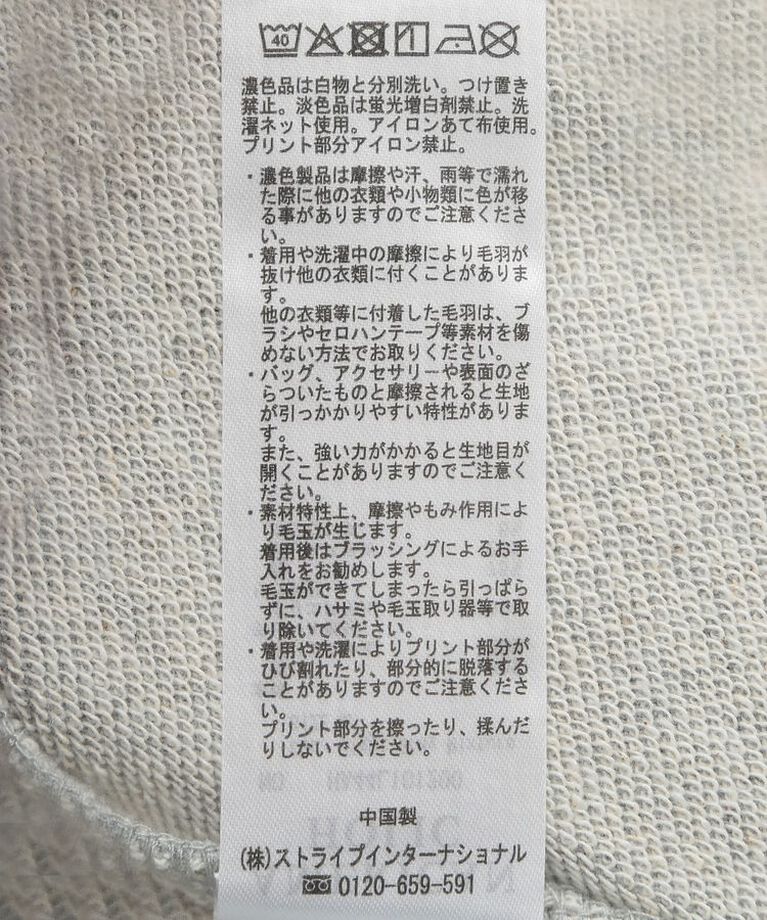 40
濃色品は白物と分別洗い。つけ置き
禁止。淡色品は蛍光増白剤禁止。洗
濯ネット使用。アイロンあて布使用。
プリント部分アイロン禁止。
・濃色製品は摩擦や汗、雨等で濡れ
た際に他の衣類や小物類に色が移
る事がありますのでご注意くださ
い。
・着用や洗濯中の摩擦により毛羽が
抜け他の衣類に付くことがありま
す。
他の衣類等に付着した毛羽は、ブ
ラシやセロハンテープ等素材を傷
めない方法でお取りください。
・バッグ、アクセサリーや表面のざ
らついたものと摩擦されると生地
が引っかかりやすい特性がありま
す。
また、強い力がかかると生地目が
開くことがありますのでご注意く
ださい。
・素材特性上、摩擦やもみ作用によ
り毛玉が生じます。
着用後はブラッシングによるお手
入れをお勧めします。
毛玉ができてしまったら引っぱら
ずに、ハサミや毛玉取り器等で取
り除いてください。
・着用や洗濯によりプリント部分が
ひび割れたり、部分的に脱落する
ことがありますのでご注意くださ
い。
プリント部分を擦ったり、揉んだ
りしないでください。
中国製
(株)ストライプインターナショナル
0120-659-591